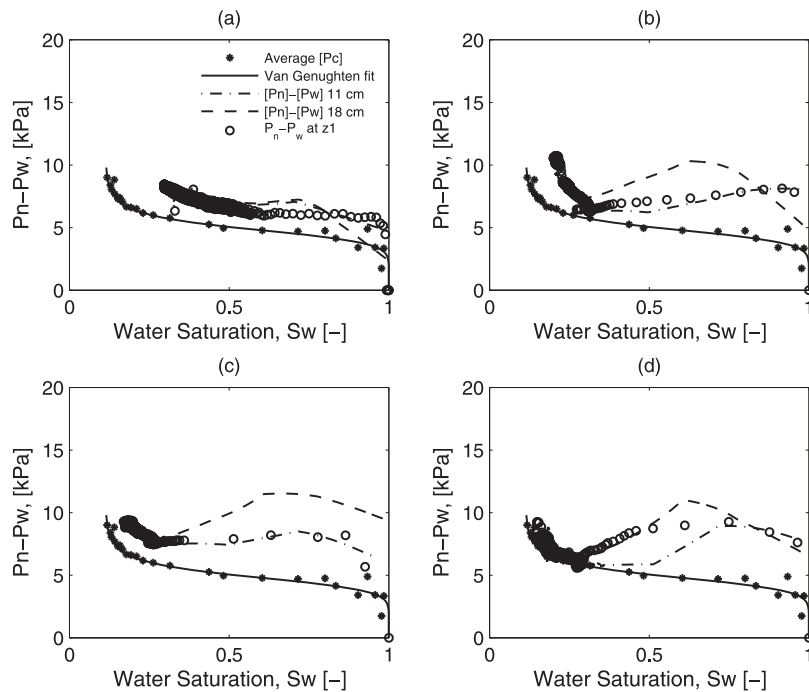 (a)
20
15
10
5
0
Pn−Pw, [kPa]
Average [Pc]
Van Genughten fit
[Pn]−[Pw] 11 cm
[Pn]−[Pw] 18 cm
P_n−P_w at z1
0
0.5
1
Water Saturation, Sw [−]
(b)
20
15
10
5
0
Pn−Pw, [kPa]
0
0.5
1
Water Saturation, Sw [−]
(c)
20
15
10
5
0
Pn−Pw, [kPa]
0
0.5
1
Water Saturation, Sw [−]
(d)
20
15
10
5
0
Pn−Pw, [kPa]
0
0.5
1
Water Saturation, Sw [−]